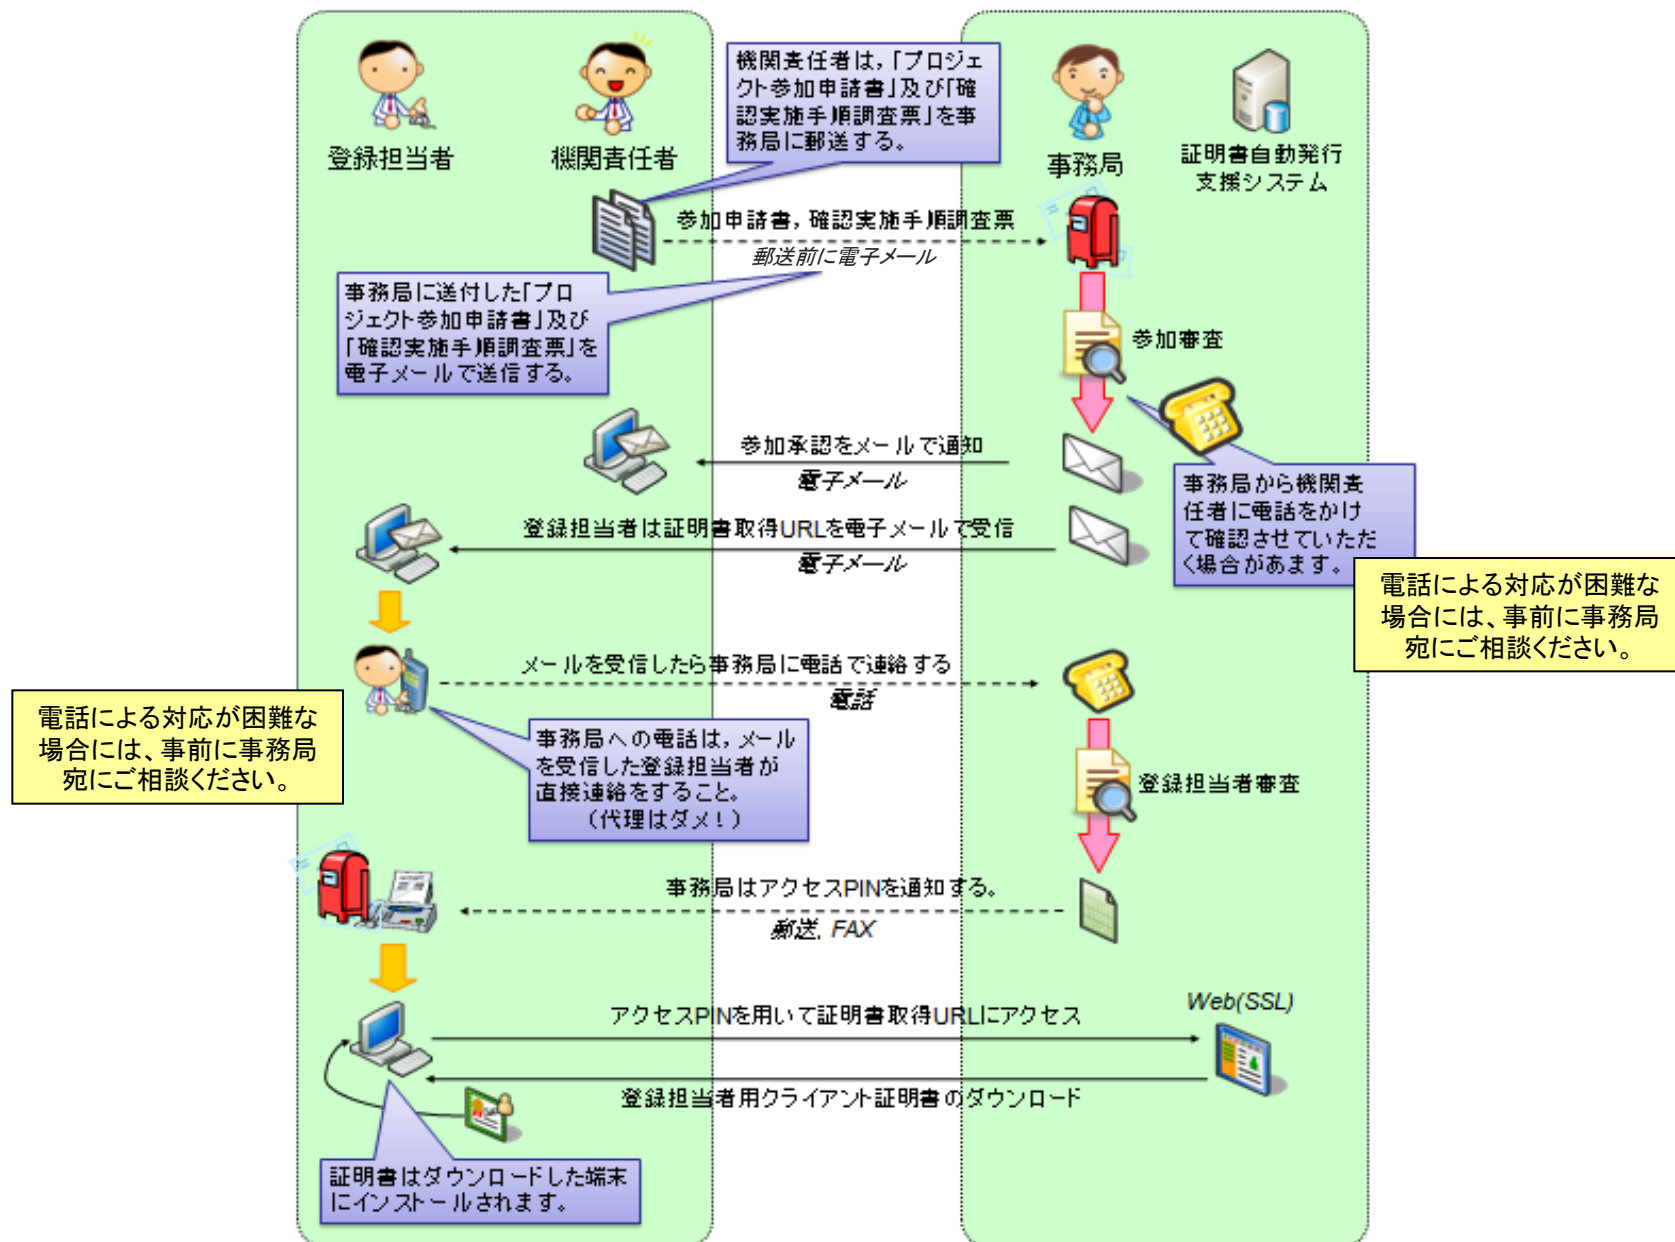 登録担当者
機関責任者
機関責任者は，「プロジェ
クト参加申請書」及び「確
認実施手順調査票」を事
務局に郵送する。
事務局
証明書自動発行
支援システム
参加申請書，確認実施手順調査票
郵送前に電子メール
事務局に送付した「プロ
ジェクト参加申請書」及び
「確認実施手順調査票」を
電子メールで送信する。
参加審査
参加承認をメールで通知
電子メール
事務局から機関責
任者に電話をかけ
て確認させていただ
く場合があます。
登録担当者は証明書取得URLを電子メールで受信
電子メール
電話による対応が困難な
場合には、事前に事務局
宛にご相談ください。
メールを受信したら事務局に電話で連絡する
電話
電話による対応が困難な
場合には、事前に事務局
宛にご相談ください。
事務局への電話は，メール
を受信した登録担当者が
直接連絡をすること。
（代理はダメ！）
登録担当者審査
事務局はアクセスPINを通知する。
郵送, FAX
アクセスPINを用いて証明書取得URLにアクセス
Web(SSL)
登録担当者用クライアント証明書のダウンロード
証明書はダウンロードした端末
にインストールされます。